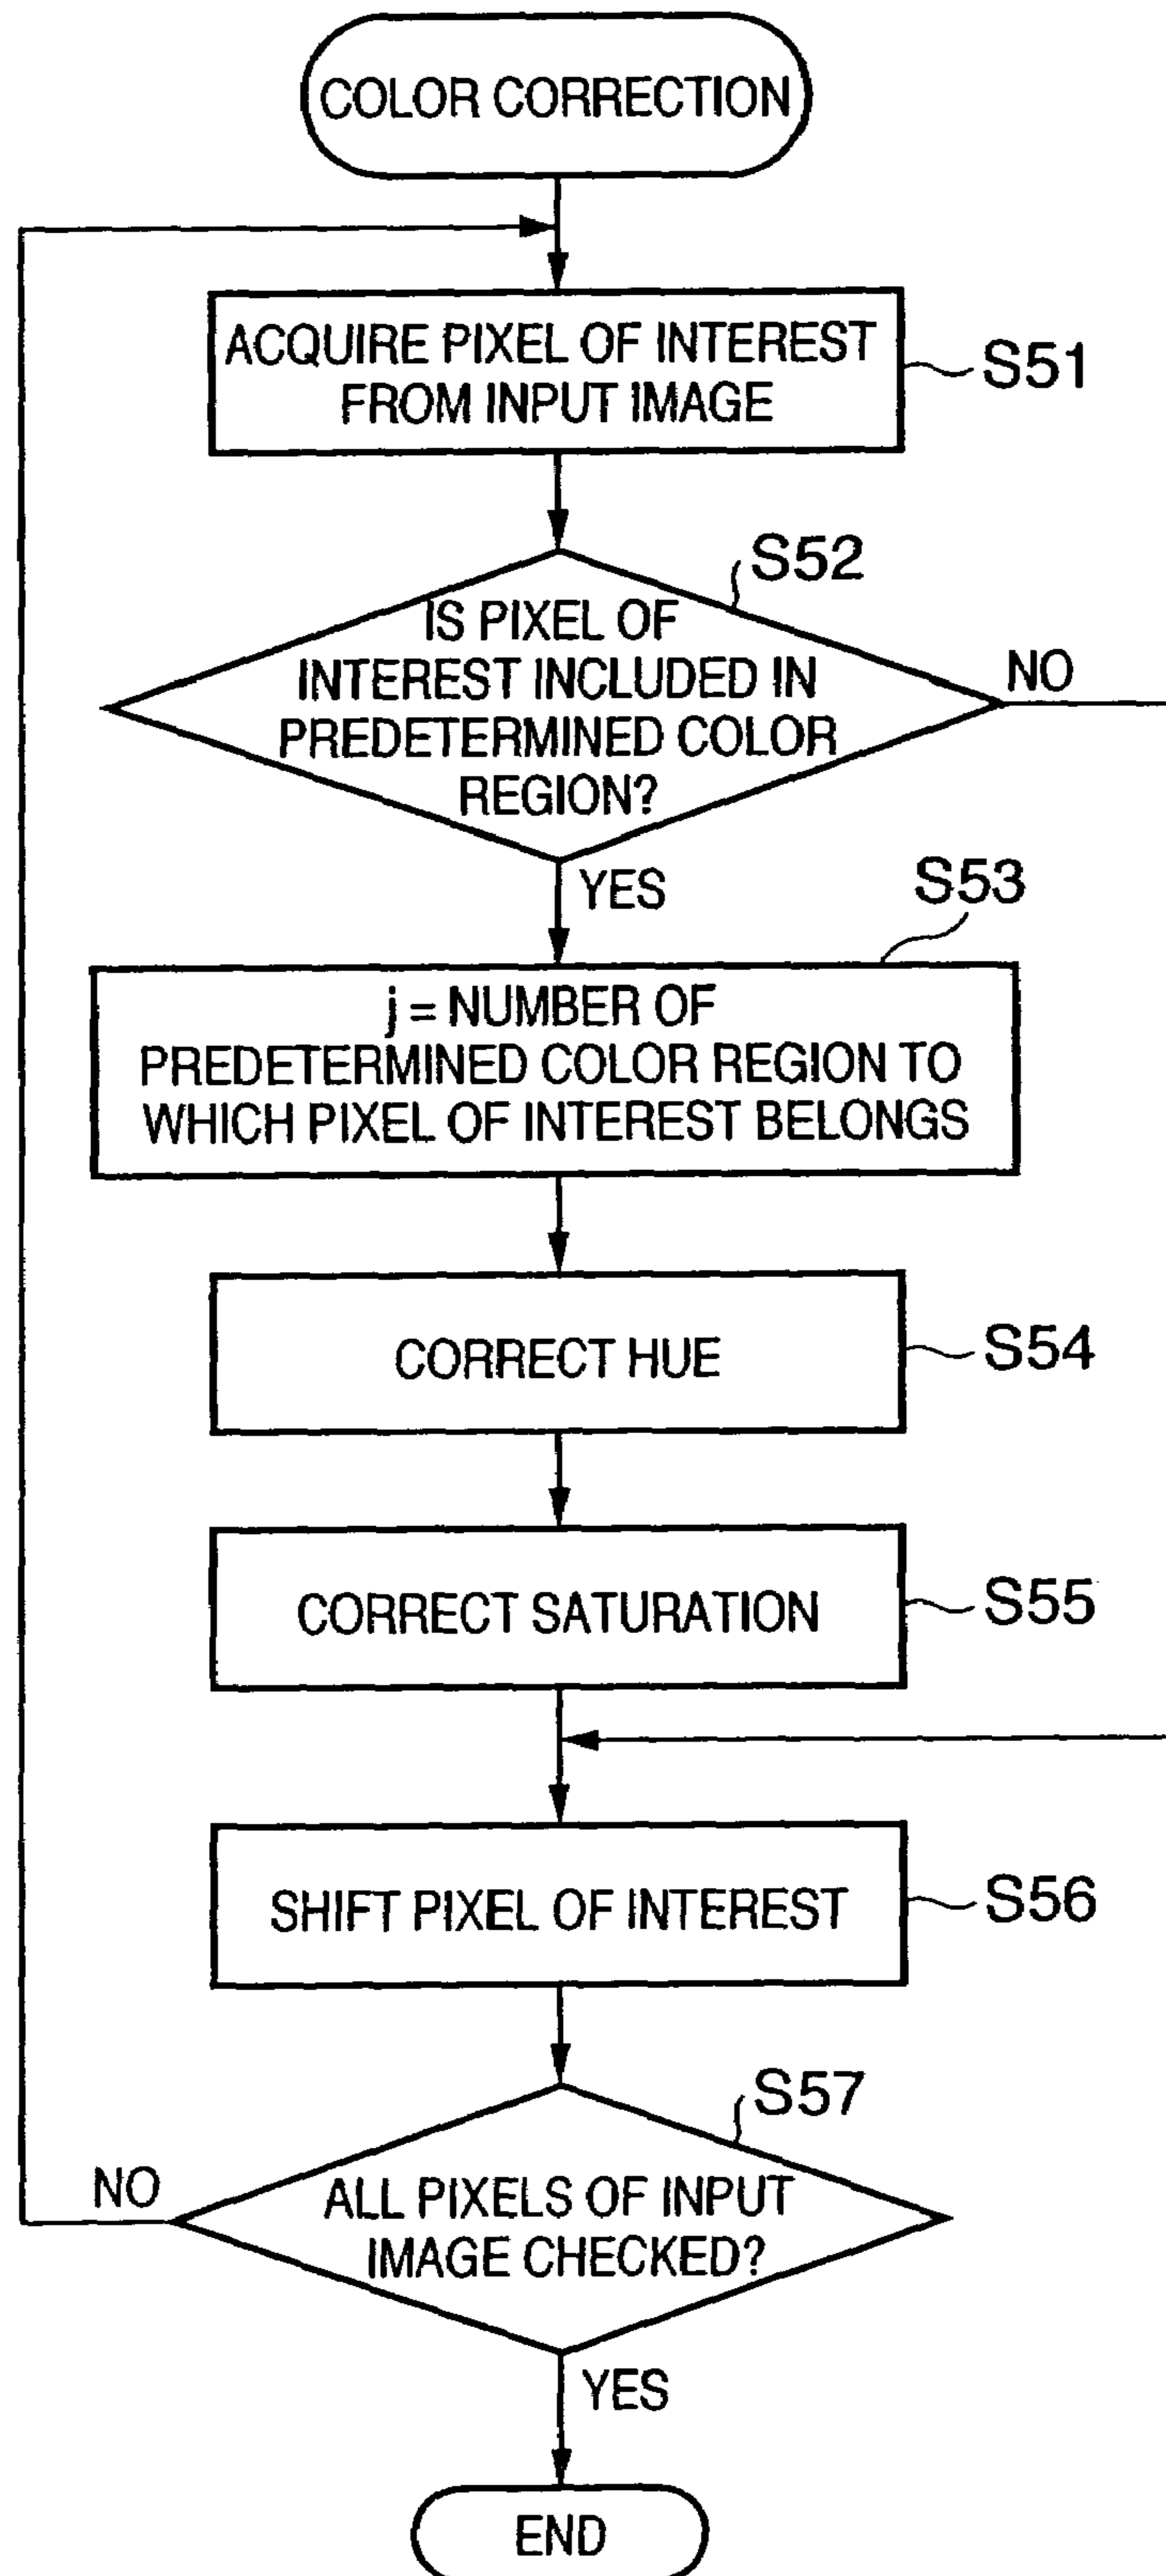 COLOR CORRECTION
ACQUIRE PIXEL OF INTEREST
FROM INPUT IMAGE
S51
S52
IS PIXEL OF
INTEREST INCLUDED IN
PREDETERMINED COLOR
REGION?
NO
YES
S53
j = NUMBER OF
PREDETERMINED COLOR REGION TO
WHICH PIXEL OF INTEREST BELONGS
CORRECT HUE
S54
CORRECT SATURATION
S55
SHIFT PIXEL OF INTEREST
S56
S57
NO
ALL PIXELS OF INPUT
IMAGE CHECKED?
YES
END